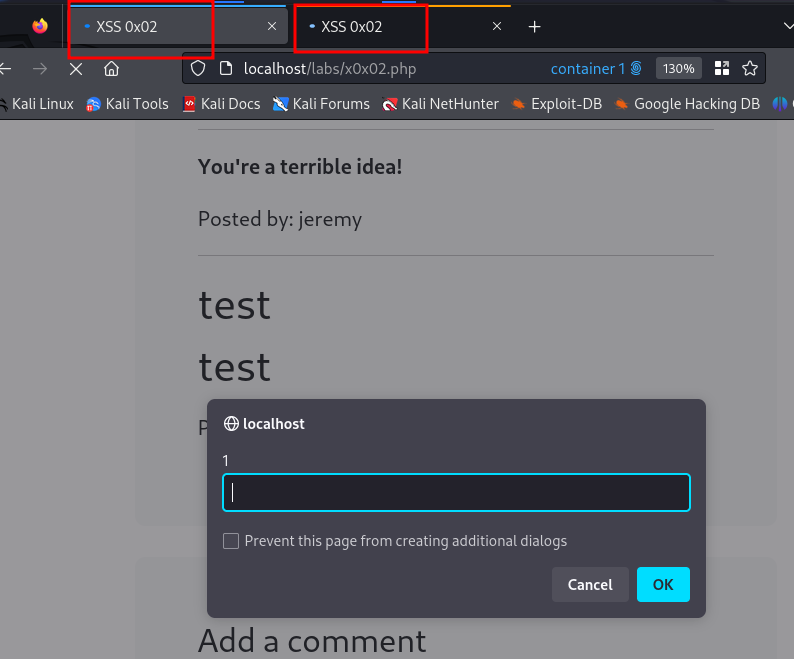 XSS 0x02
XSS 0x02
localhost/labs/x0x02.php
container 1
130%
Kali Linux
Kali Tools
Kali Docs
Kali Forums
Kali NetHunter
Exploit-DB
Google Hacking DB
You're a terrible idea!
Posted by: jeremy
test
test
localhost
1
Prevent this page from creating additional dialogs
Cancel
OK
Add a comment